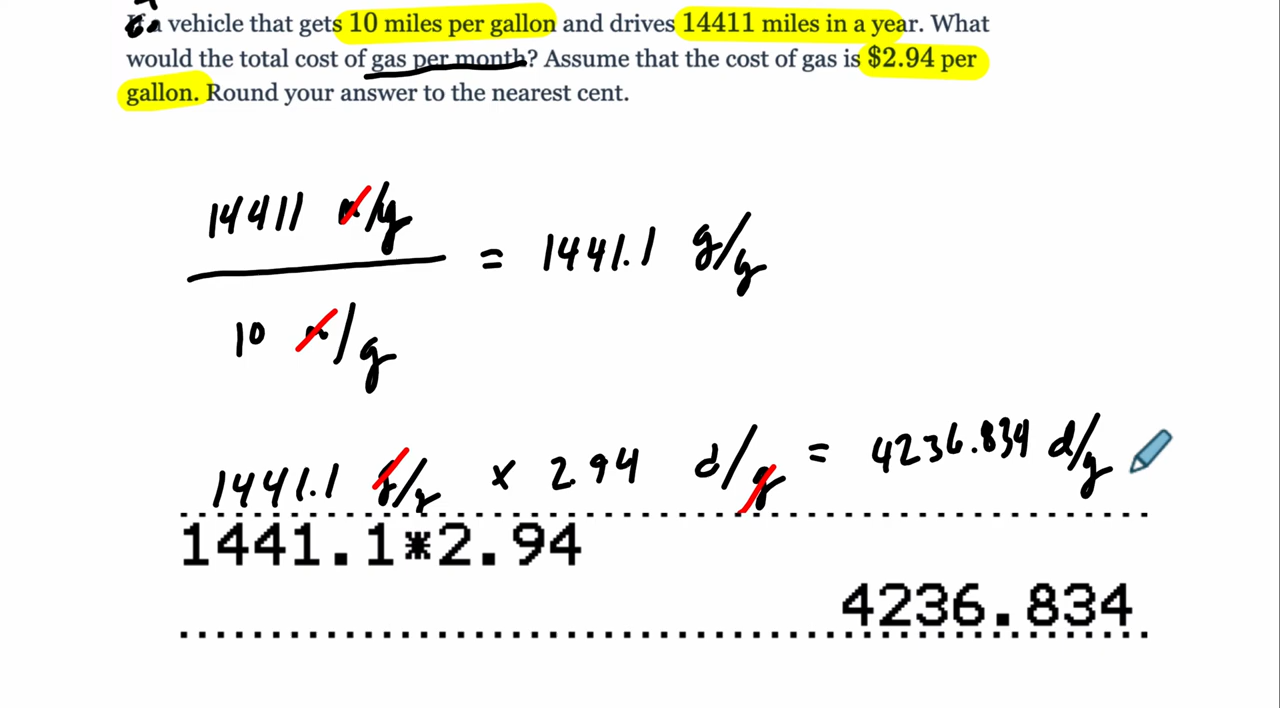 a vehicle that gets 10 miles per gallon and drives 14411 miles in a year. What
would the total cost of gas per month? Assume that the cost of gas is $2.94 per
gallon. Round your answer to the nearest cent.
14411 m/y
= 1441.1 g/y
10 m/g
1441.1 g/y × 2.94 d/g = 4236.834 d/y
1441.1*2.94
4236.834